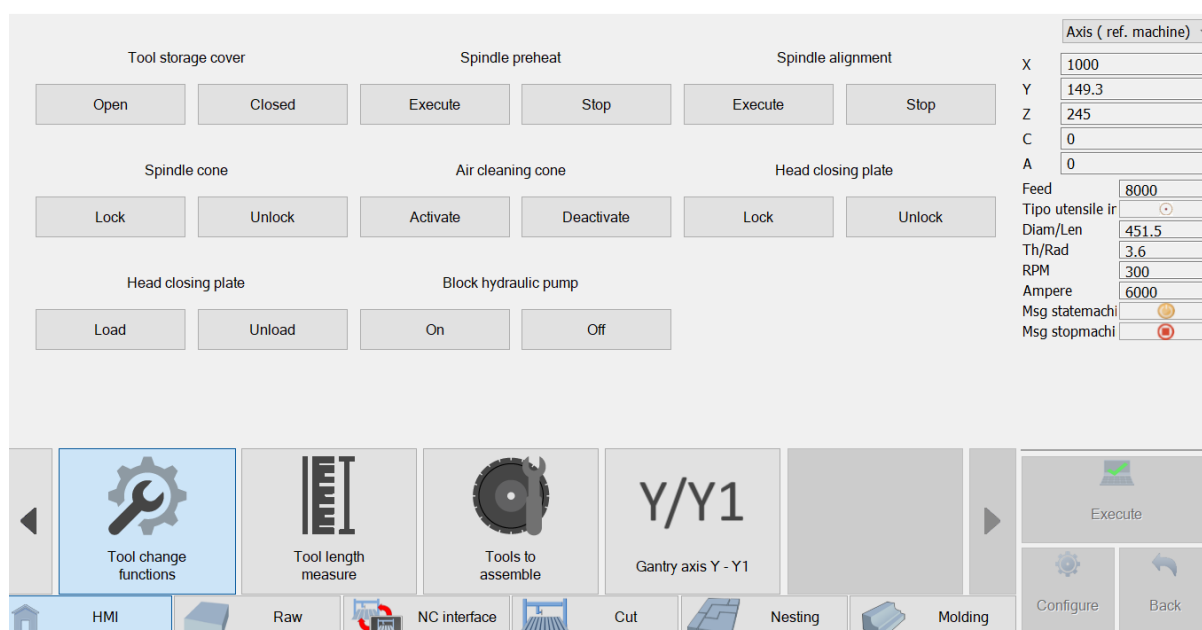 Tool storage cover Spindle preheat Spindle alignment
Open Closed Execute Stop Execute Stop
Spindle cone Air cleaning cone Head closing plate
Lock Unlock Activate Deactivate Lock Unlock
Head closing plate Block hydraulic pump
Load Unload On Off
Axis ( ref. machine)
X 1000
Y 149.3
Z 245
C 0
A 0
Feed 8000
Tipo utensile ir
Diam/Len 451.5
Th/Rad 3.6
RPM 300
Ampere 6000
Msg statemachi
Msg stopmachi
Tool change
functions
Tool length
measure
Tools to
assemble
Y/Y1
Gantry axis Y - Y1
Execute
Configure Back
HMI Raw NC interface Cut Nesting Molding